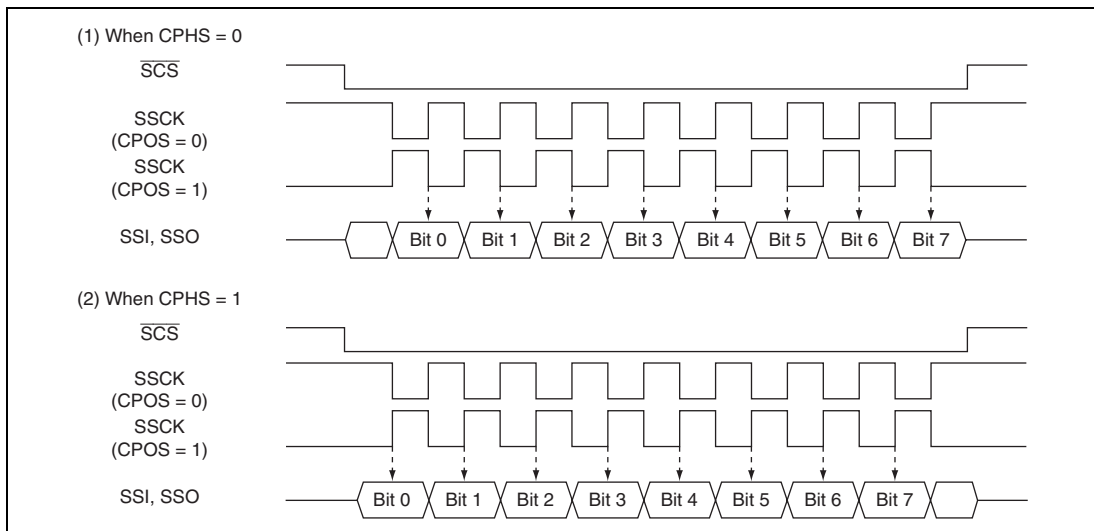 (1) When CPHS = 0
SCS
SSCK
(CPOS = 0)
SSCK
(CPOS = 1)
SSI, SSO
Bit 0 Bit 1 Bit 2 Bit 3 Bit 4 Bit 5 Bit 6 Bit 7
(2) When CPHS = 1
SCS
SSCK
(CPOS = 0)
SSCK
(CPOS = 1)
SSI, SSO
Bit 0 Bit 1 Bit 2 Bit 3 Bit 4 Bit 5 Bit 6 Bit 7